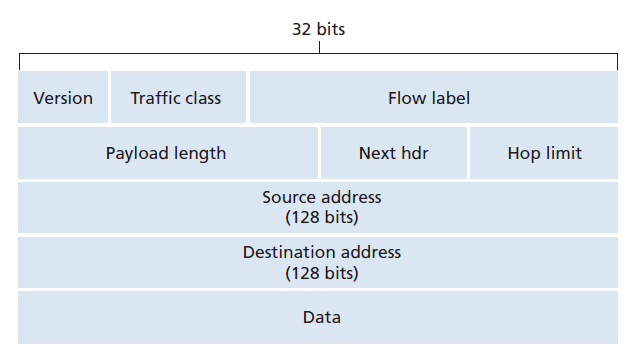 32 bits
Version Traffic class Flow label
Payload length Next hdr Hop limit
Source address
(128 bits)
Destination address
(128 bits)
Data